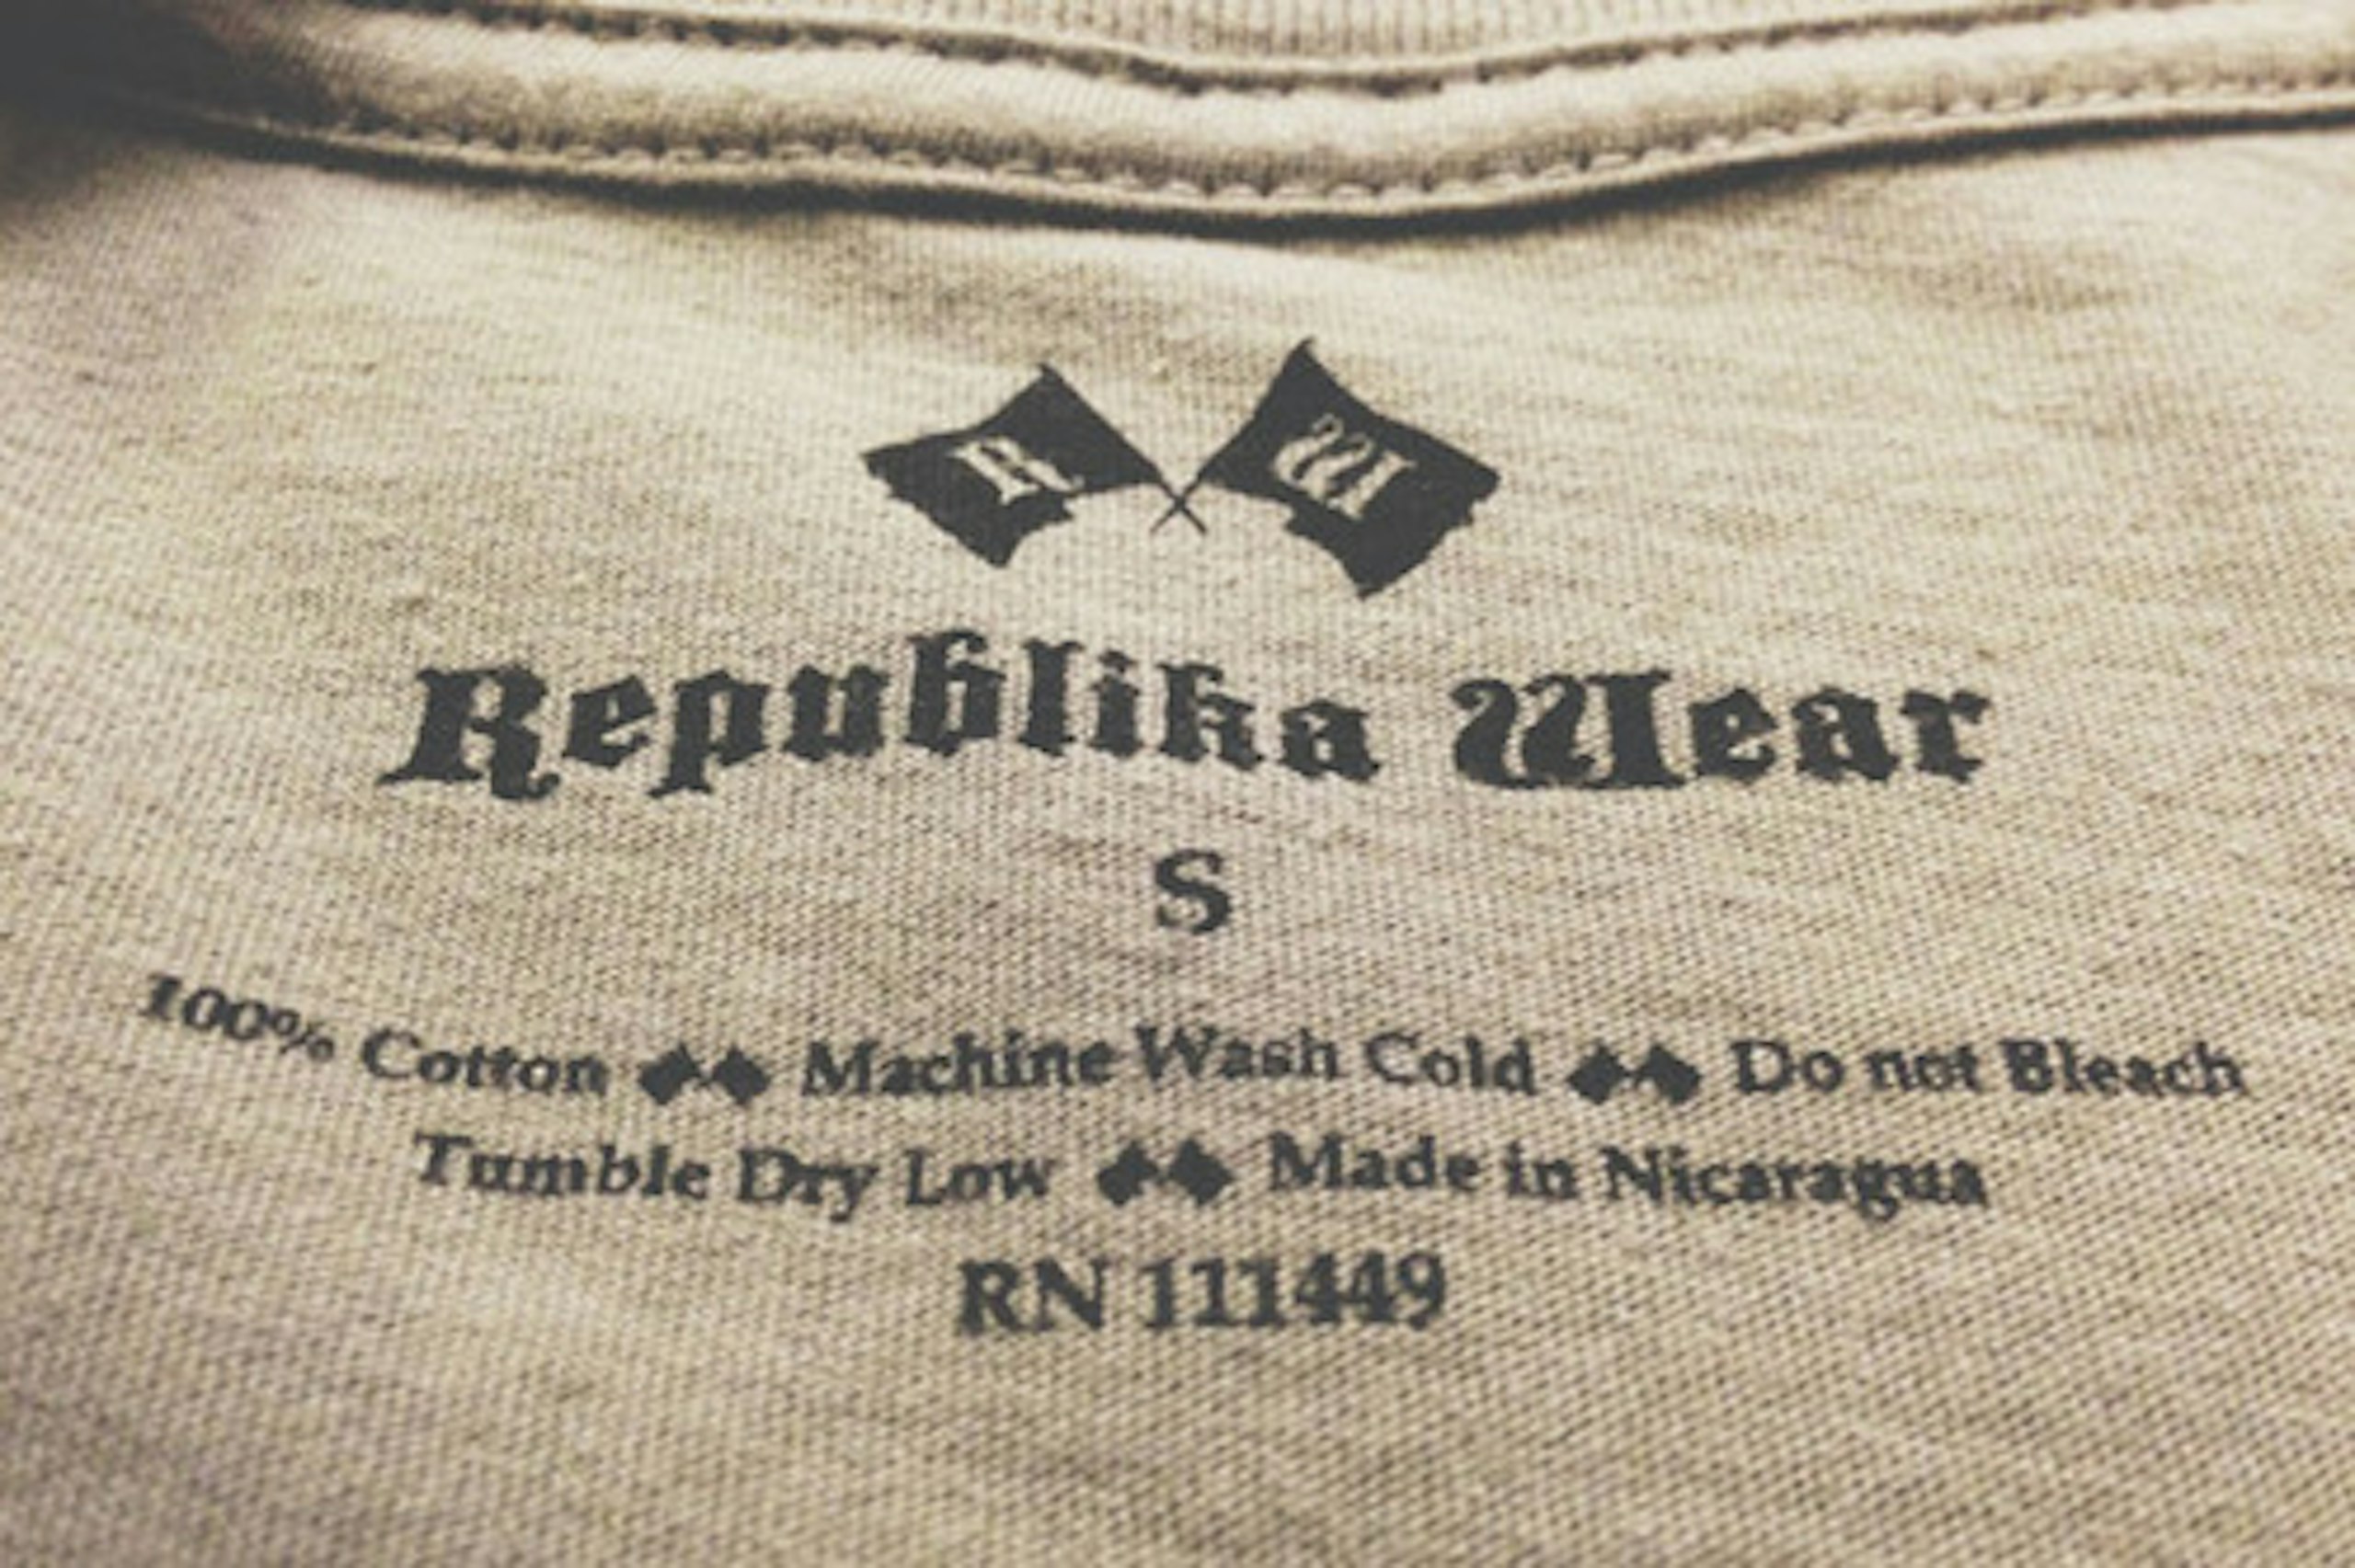 R W
Republika Wear
S
100% Cotton ◆◆ Machine Wash Cold ◆◆ Do not Bleach
Tumble Dry Low ◆◆ Made in Nicaragua
RN 111449